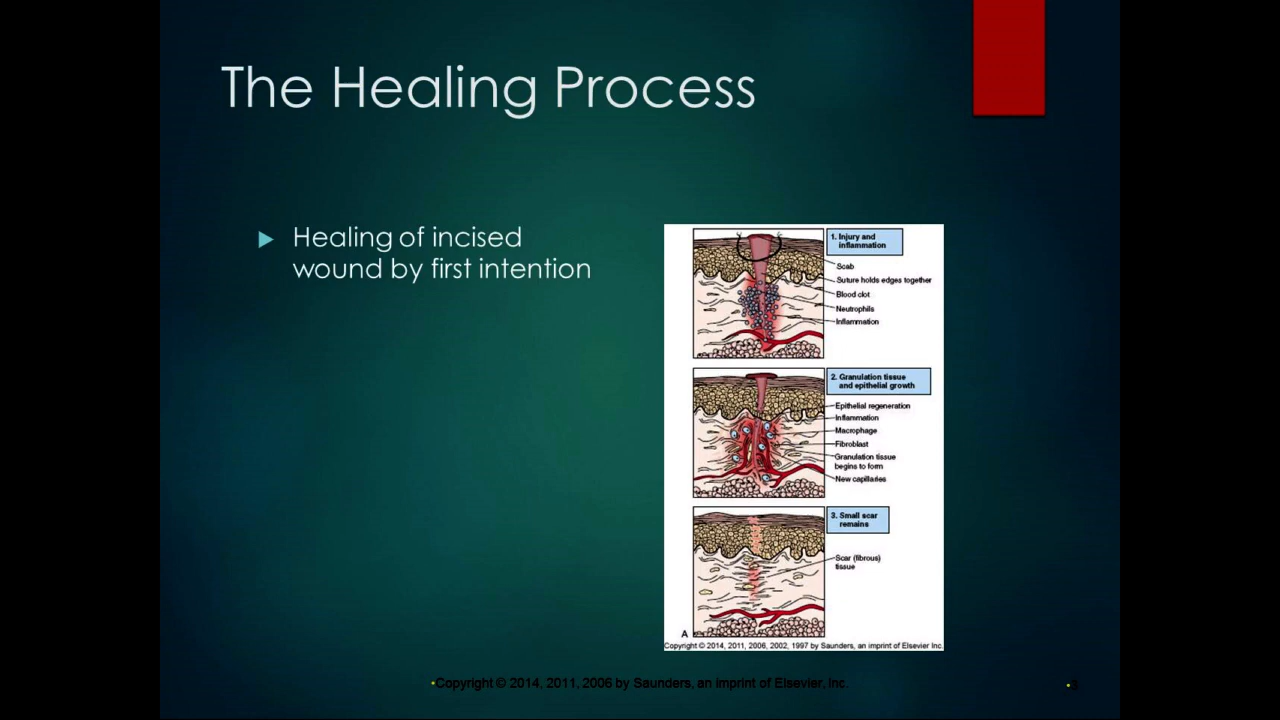 The Healing Process
Healing of incised
wound by first intention
1. Injury and
inflammation
Scab
Suture holds edges together
Blood clot
Neutrophils
Inflammation
2. Granulation tissue
and epithelial growth
Epithelial regeneration
Inflammation
Macrophage
Fibroblast
Granulation tissue
begins to form
New capillaries
3. Small scar
remains
Scar (fibrous)
tissue
A
Copyright © 2014, 2011, 2006, 2002, 1997 by Saunders, an imprint of Elsevier Inc.
•Copyright © 2014, 2011, 2006 by Saunders, an imprint of Elsevier, Inc.